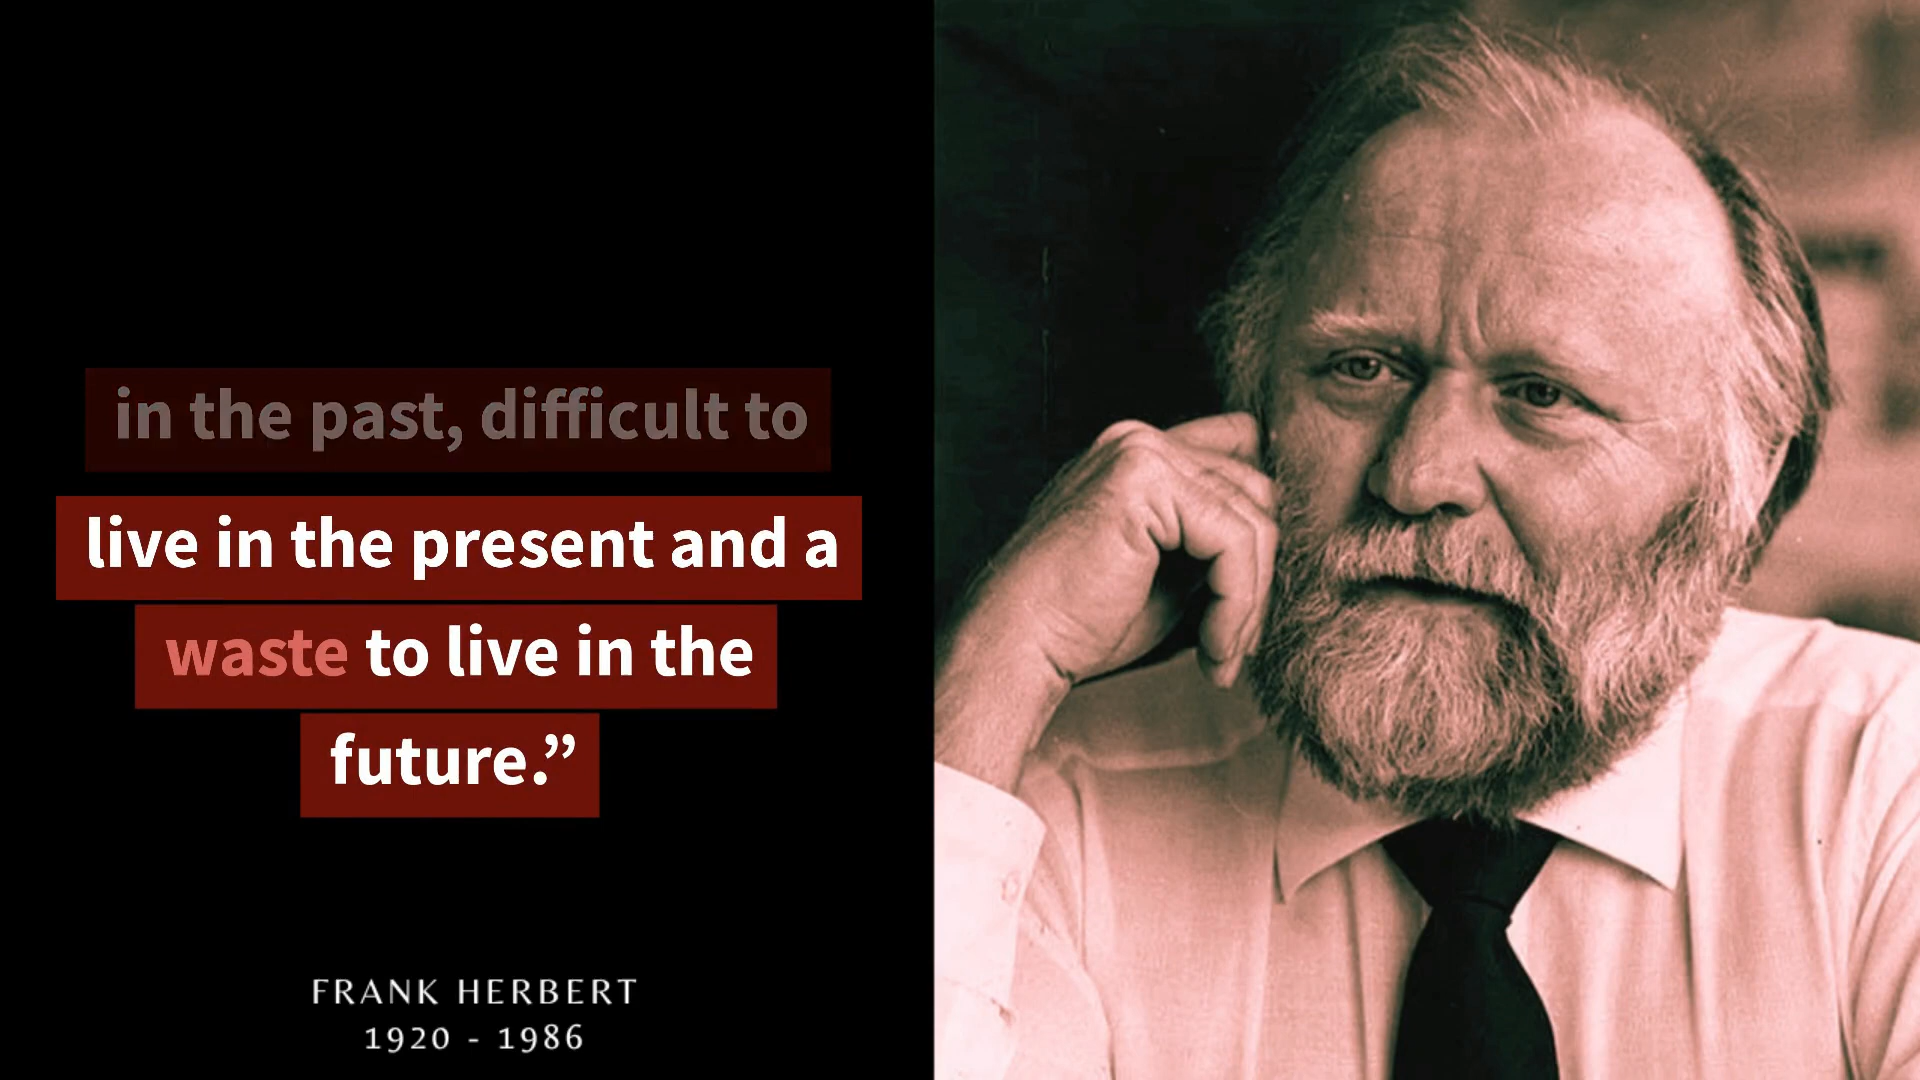 in the past, difficult to
live in the present and a
waste to live in the
future.”
FRANK HERBERT
1920 - 1986